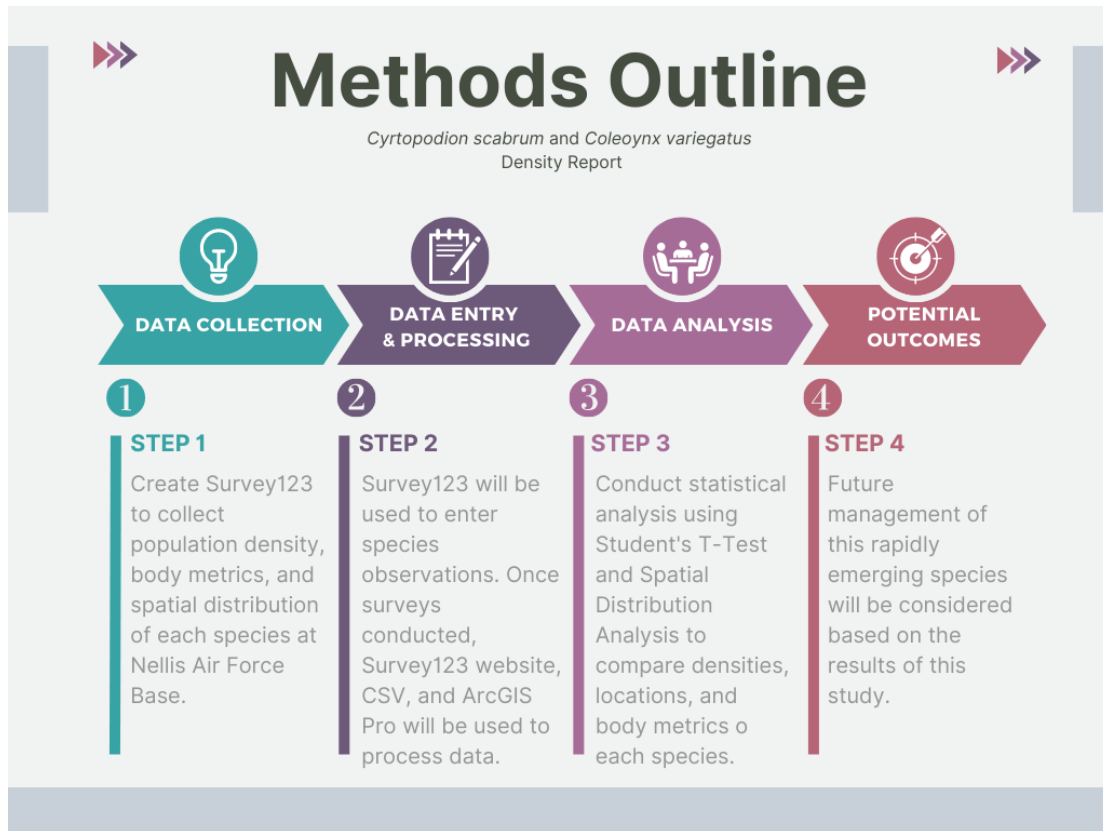 Methods Outline
Cyrtopodion scabrum and Coleoynx variegatus
Density Report
DATA COLLECTION
DATA ENTRY
& PROCESSING
DATA ANALYSIS
POTENTIAL
OUTCOMES
1
STEP 1
Create Survey123
to collect
population density,
body metrics, and
spatial distribution
of each species at
Nellis Air Force
Base.
2
STEP 2
Survey123 will be
used to enter
species
observations. Once
surveys
conducted,
Survey123 website,
CSV, and ArcGIS
Pro will be used to
process data.
3
STEP 3
Conduct statistical
analysis using
Student's T-Test
and Spatial
Distribution
Analysis to
compare densities,
locations, and
body metrics o
each species.
4
STEP 4
Future
management of
this rapidly
emerging species
will be considered
based on the
results of this
study.